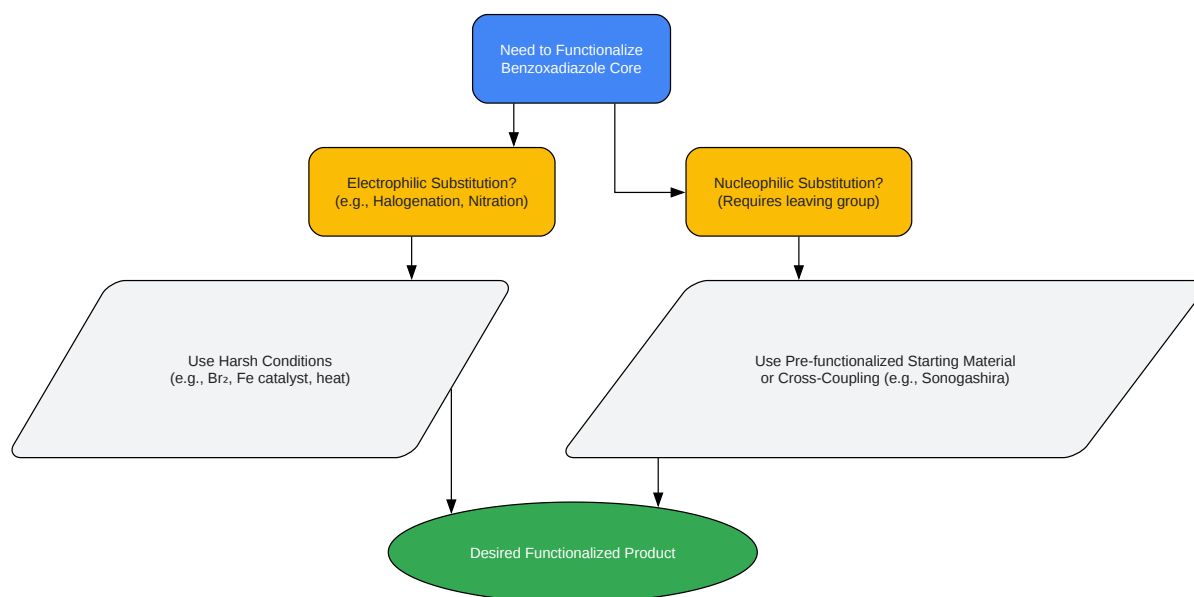 Need to Functionalize
Benzoxadiazole Core
Electrophilic Substitution?
(e.g., Halogenation, Nitration)
Nucleophilic Substitution?
(Requires leaving group)
Use Harsh Conditions
(e.g., Br₂, Fe catalyst, heat)
Use Pre-functionalized Starting Material
or Cross-Coupling (e.g., Sonogashira)
Desired Functionalized Product